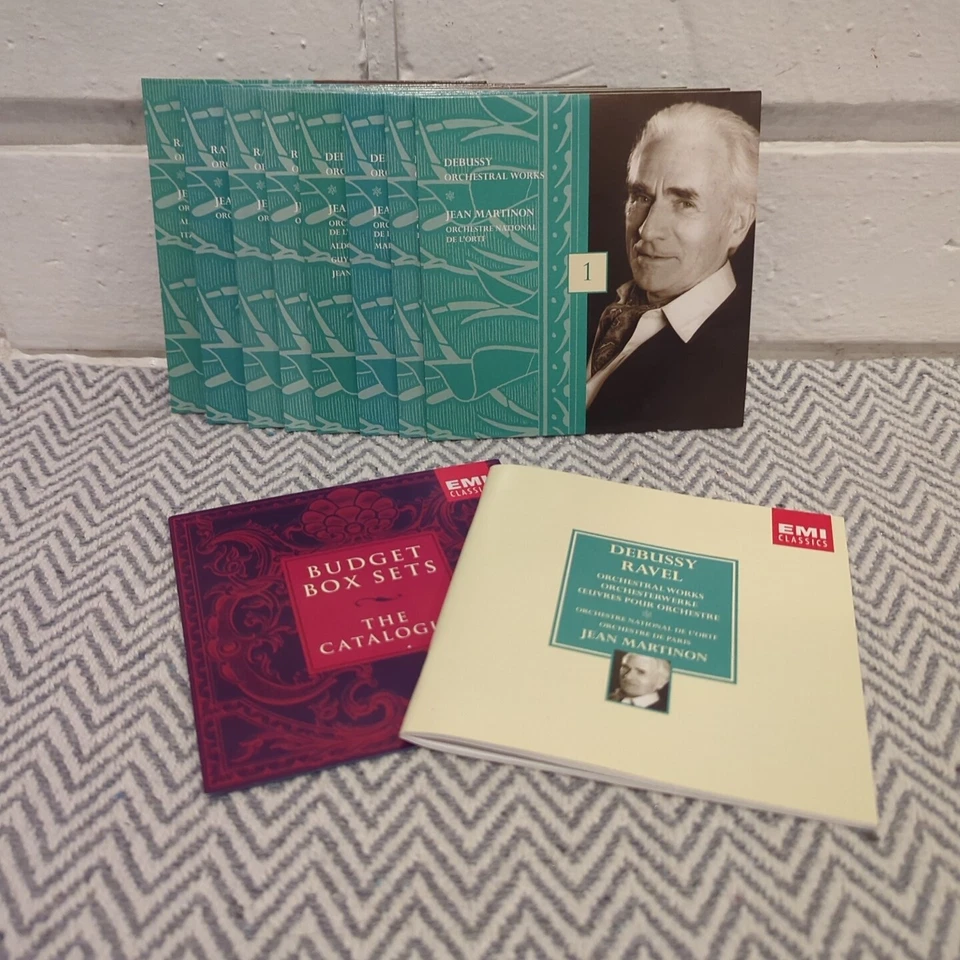 DEBUSSY
ORCHESTRAL WORKS
JEAN MARTINON
ORCHESTRE NATIONAL
DE L'ORTF
1
EMI
CLASSICS
BUDGET
BOX SETS
THE
CATALOGU
EMI
CLASSICS
DEBUSSY
RAVEL
ORCHESTRAL WORKS
ORCHESTERWERKE
ŒUVRES POUR ORCHESTRE
ORCHESTRE NATIONAL DE L'ORTF
ORCHESTRE DE PARIS
JEAN MARTINON